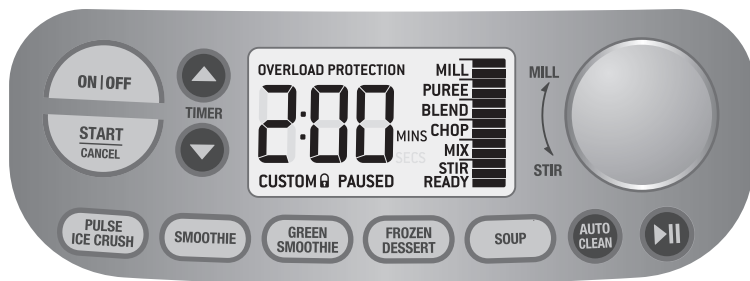 ON|OFF
START
CANCEL
TIMER
OVERLOAD PROTECTION
2:00
MINS
SECS
CUSTOM PAUSED
MILL
PUREE
BLEND
CHOP
MIX
STIR
READY
MILL
STIR
PULSE
ICE CRUSH
SMOOTHIE
GREEN
SMOOTHIE
FROZEN
DESSERT
SOUP
AUTO
CLEAN